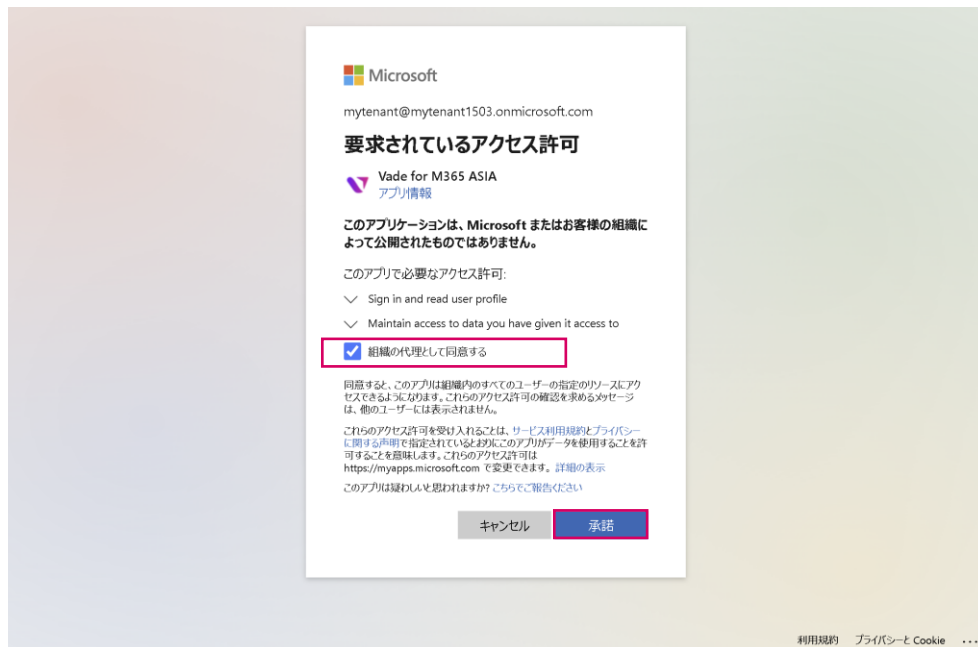 Microsoft
mytenant@mytenant1503.onmicrosoft.com
要求されているアクセス許可
Vade for M365 ASIA
アプリ情報
このアプリケーションは、Microsoft またはお客様の組織に
よって公開されたものではありません。
このアプリで必要なアクセス許可:
Sign in and read user profile
Maintain access to data you have given it access to
組織の代理として同意する
同意すると、このアプリは組織内のすべてのユーザーの指定のリソースにアク
セスできるようになります。これらのアクセス許可の確認を求めるメッセージ
は、他のユーザーには表示されません。
これらのアクセス許可を受け入れることは、サービス利用規約とプライバシー
に関する声明で指定されているとおりにこのアプリがデータを使用することを許
可することを意味します。これらのアクセス許可は
https://myapps.microsoft.com で変更できます。詳細の表示
このアプリは疑わしいと思われますか? こちらでご報告ください
キャンセル
承諾
利用規約 プライバシーと Cookie ...